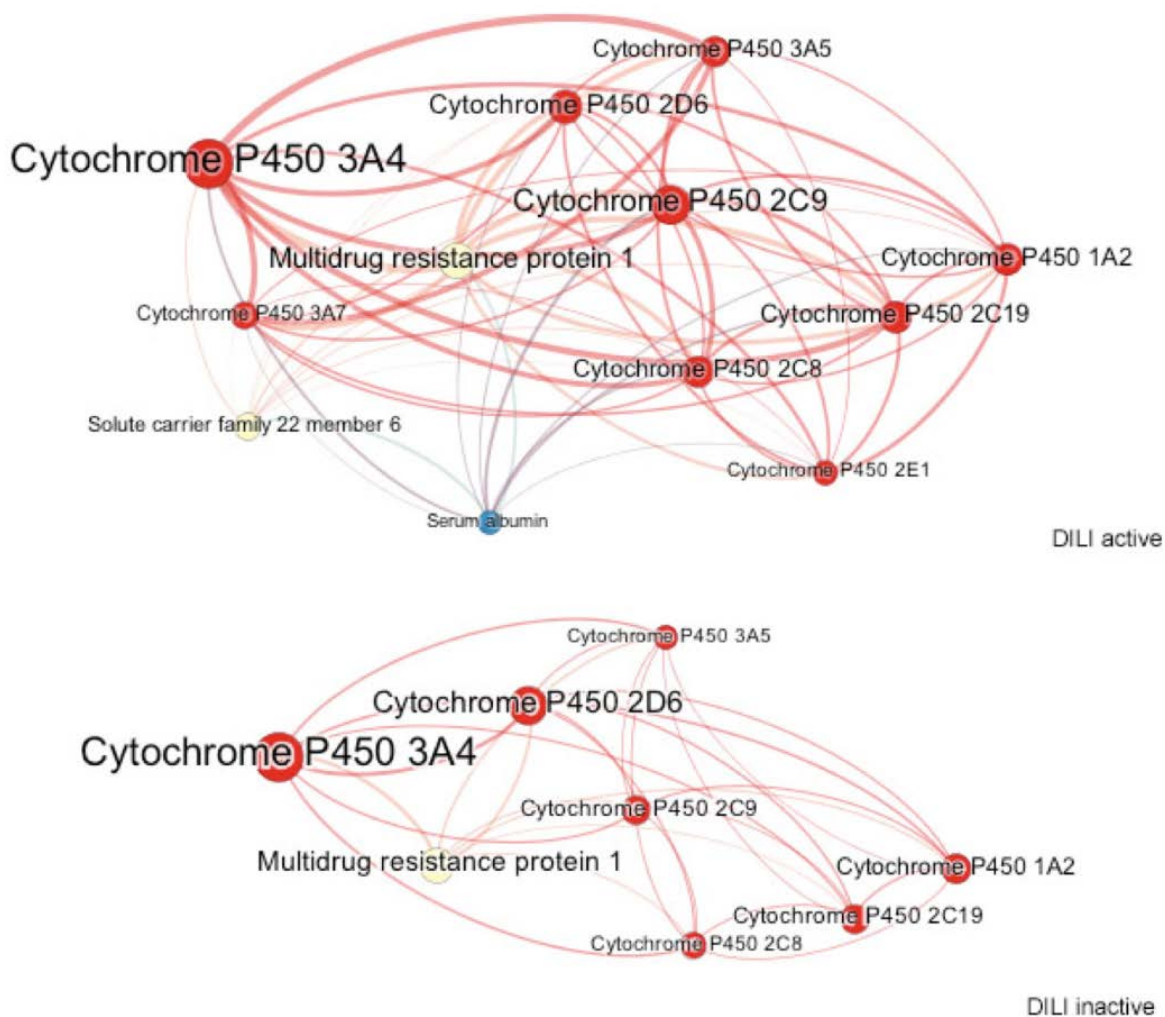 Cytochrome P450 3A5
Cytochrome P450 2D6
Cytochrome P450 3A4
Cytochrome P450 2C9
Multidrug resistance protein 1
Cytochrome P450 1A2
Cytochrome P450 3A7
Cytochrome P450 2C19
Cytochrome P450 2C8
Solute carrier family 22 member 6
Cytochrome P450 2E1
Serum albumin
DILI active
Cytochrome P450 3A5
Cytochrome P450 2D6
Cytochrome P450 3A4
Cytochrome P450 2C9
Multidrug resistance protein 1
Cytochrome P450 1A2
Cytochrome P450 2C19
Cytochrome P450 2C8
DILI inactive